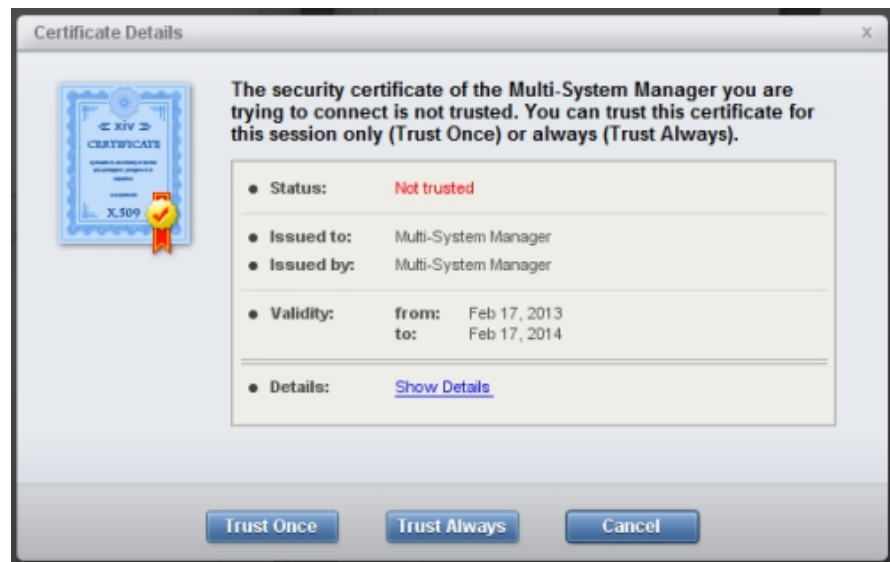 Certificate Details
x
The security certificate of the Multi-System Manager you are
trying to connect is not trusted. You can trust this certificate for
this session only (Trust Once) or always (Trust Always).
XIV
CERTIFICATE
X.509
Status: Not trusted
Issued to: Multi-System Manager
Issued by: Multi-System Manager
Validity: from: Feb 17, 2013
to: Feb 17, 2014
Details: Show Details
Trust Once Trust Always Cancel